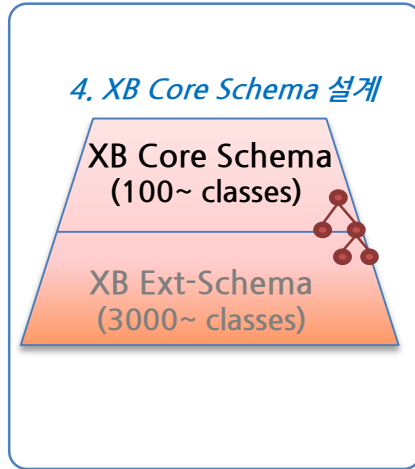 4. XB Core Schema 설계
XB Core Schema
(100~ classes)
XB Ext-Schema
(3000~ classes)